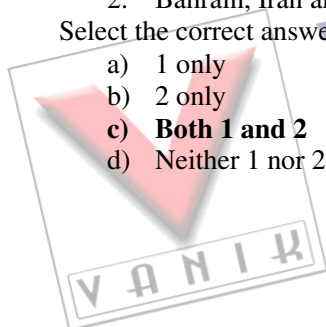 2. Bahrain, Iran a
Select the correct answe
a) 1 only
b) 2 only
c) Both 1 and 2
d) Neither 1 nor 2
VANIK